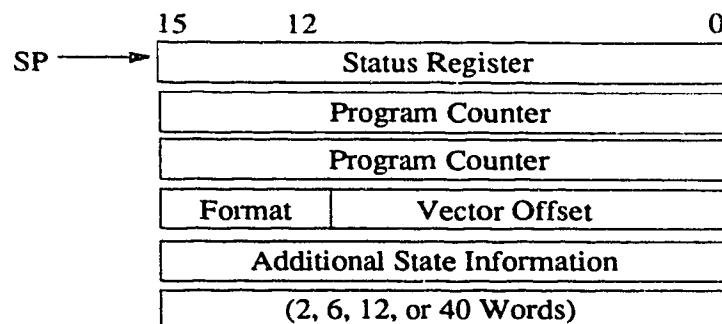 15 12 0
SP Status Register
Program Counter
Program Counter
Format Vector Offset
Additional State Information
(2, 6, 12, or 40 Words)